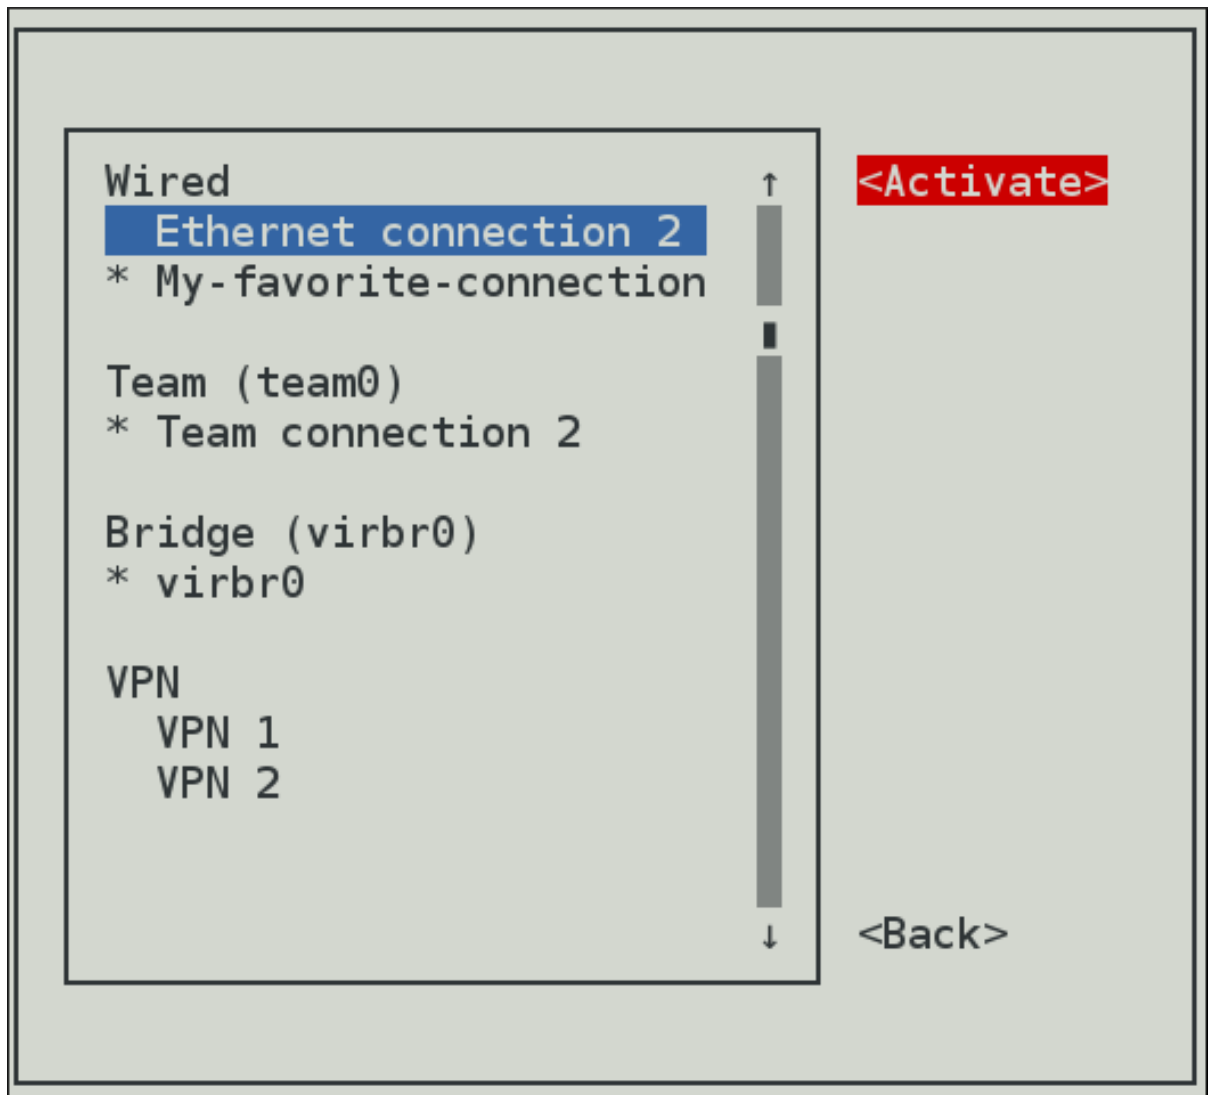 Wired
Ethernet connection 2
* My-favorite-connection
Team (team0)
* Team connection 2
Bridge (virbr0)
* virbr0
VPN
VPN 1
VPN 2
↑
↓
<Activate>
<Back>